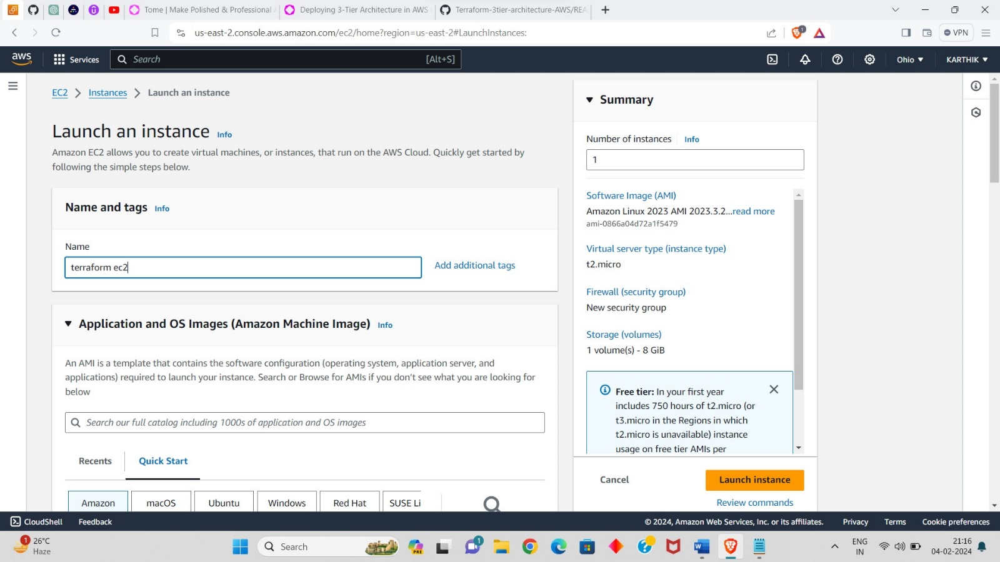 Tome | Make Polished & Professional
Deploying 3-Tier Architecture in AWS
Terraform-3tier-architecture-AWS/REA
us-east-2.console.aws.amazon.com/ec2/home?region=us-east-2#LaunchInstances:
1
VPN
aws
Services
Search
[Alt+S]
Ohio
KARTHIK
EC2
Instances
Launch an instance
Launch an instance
Info
Amazon EC2 allows you to create virtual machines, or instances, that run on the AWS Cloud. Quickly get started by
following the simple steps below.
Name and tags
Info
Name
terraform ec2
Add additional tags
Application and OS Images (Amazon Machine Image)
Info
An AMI is a template that contains the software configuration (operating system, application server, and
applications) required to launch your instance. Search or Browse for AMIs if you don't see what you are looking for
below
Search our full catalog including 1000s of application and OS images
Recents
Quick Start
Amazon
macOS
Ubuntu
Windows
Red Hat
SUSE Li
Summary
Number of instances
Info
1
Software Image (AMI)
Amazon Linux 2023 AMI 2023.3.2...read more
ami-0866a04d72a1f5479
Virtual server type (instance type)
t2.micro
Firewall (security group)
New security group
Storage (volumes)
1 volume(s) - 8 GiB
Free tier: In your first year
includes 750 hours of t2.micro (or
t3.micro in the Regions in which
t2.micro is unavailable) instance
usage on free tier AMIs per
Cancel
Launch instance
Review commands
CloudShell
Feedback
© 2024, Amazon Web Services, Inc. or its affiliates.
Privacy
Terms
Cookie preferences
1
26°C
Haze
Search
PRE
1
ENG
IN
21:16
04-02-2024